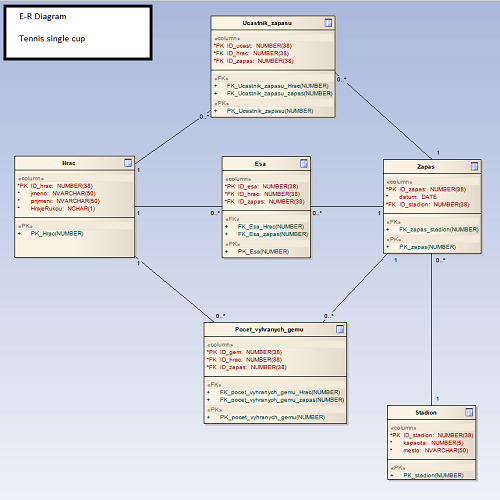 E-R Diagram
Tennis single cup
Ucastnik_zapasu
«column»
*PK ID_ucast: NUMBER(38)
*FK ID_hrac: NUMBER(38)
*FK ID_zapas: NUMBER(38)
«FK»
+ FK_Ucastnik_zapasu_Hrac(NUMBER)
+ FK_Ucastnik_zapasu_zapas(NUMBER)
«PK»
+ PK_Ucastnik_zapasu(NUMBER)
0..*
0..*
1
1
Hrac
«column»
*PK ID_hrac: NUMBER(38)
* jmeno: NVARCHAR(50)
* prijmeni: NVARCHAR(50)
* HrajeRukou: NCHAR(1)
«PK»
+ PK_Hrac(NUMBER)
1
0..*
Esa
«column»
*PK ID_esa: NUMBER(38)
*FK ID_hrac: NUMBER(38)
*FK ID_zapas: NUMBER(38)
«FK»
+ FK_Esa_Hrac(NUMBER)
+ FK_Esa_zapas(NUMBER)
«PK»
+ PK_Esa(NUMBER)
0..*
1
Zapas
«column»
*PK ID_zapas: NUMBER(38)
* datum: DATE
*FK ID_stadion: NUMBER(38)
«FK»
+ FK_zapas_stadion(NUMBER)
«PK»
+ PK_zapas(NUMBER)
1
1
0..*
0..*
0..*
Pocet_vyhranych_gemu
«column»
*PK ID_gem: NUMBER(38)
*FK ID_hrac: NUMBER(38)
*FK ID_zapas: NUMBER(38)
«FK»
+ FK_pocet_vyhranych_gemu_Hrac(NUMBER)
+ FK_pocet_vyhranych_gemu_zapas(NUMBER)
«PK»
+ PK_pocet_vyhranych_gemu(NUMBER)
1
Stadion
«column»
*PK ID_stadion: NUMBER(38)
* kapacita: NUMBER(5)
* mesto: NVARCHAR(50)
«PK»
+ PK_stadion(NUMBER)